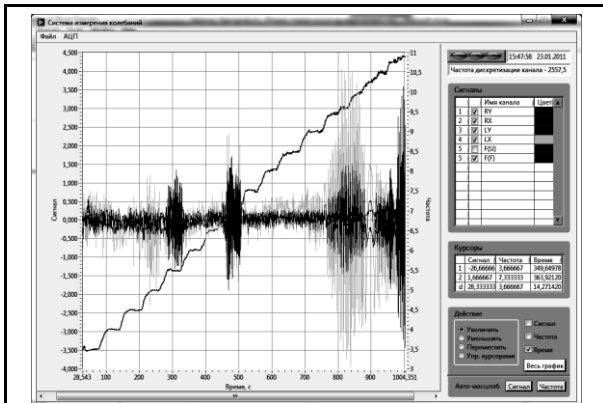 Система измерения колебаний
Файл АЦП
15:47:58 23.01.2011
Частота дискретизации канала - 2557,5
Сигналы
Имя канала Цвет
1 RY
2 RX
3 LY
4 LX
5 F(U)
5 F(F)
Курсоры
Сигнал Частота Время
1 -26,66666 3,666667 349,64978
2 1,666667 7,333333 363,92120
d 28,333333 3,666667 14,271420
Действие
Увеличить
Уменьшить
Переместить
Упр. курсорами
Сигнал
Частота
Время
Весь график
Авто-масштаб Сигнал Частота
4,500
4,000
3,500
3,000
2,500
2,000
1,500
1,000
0,500
0,000
-0,500
-1,000
-1,500
-2,000
-2,500
-3,000
-3,500
-4,000
Сигнал
11
10,5
10
9,5
9
8,5
8
7,5
7
6,5
6
5,5
5
4,5
4
3,5
3
Частота
28,543 100 200 300 400 500 600 700 800 900 1004,351
Время, с